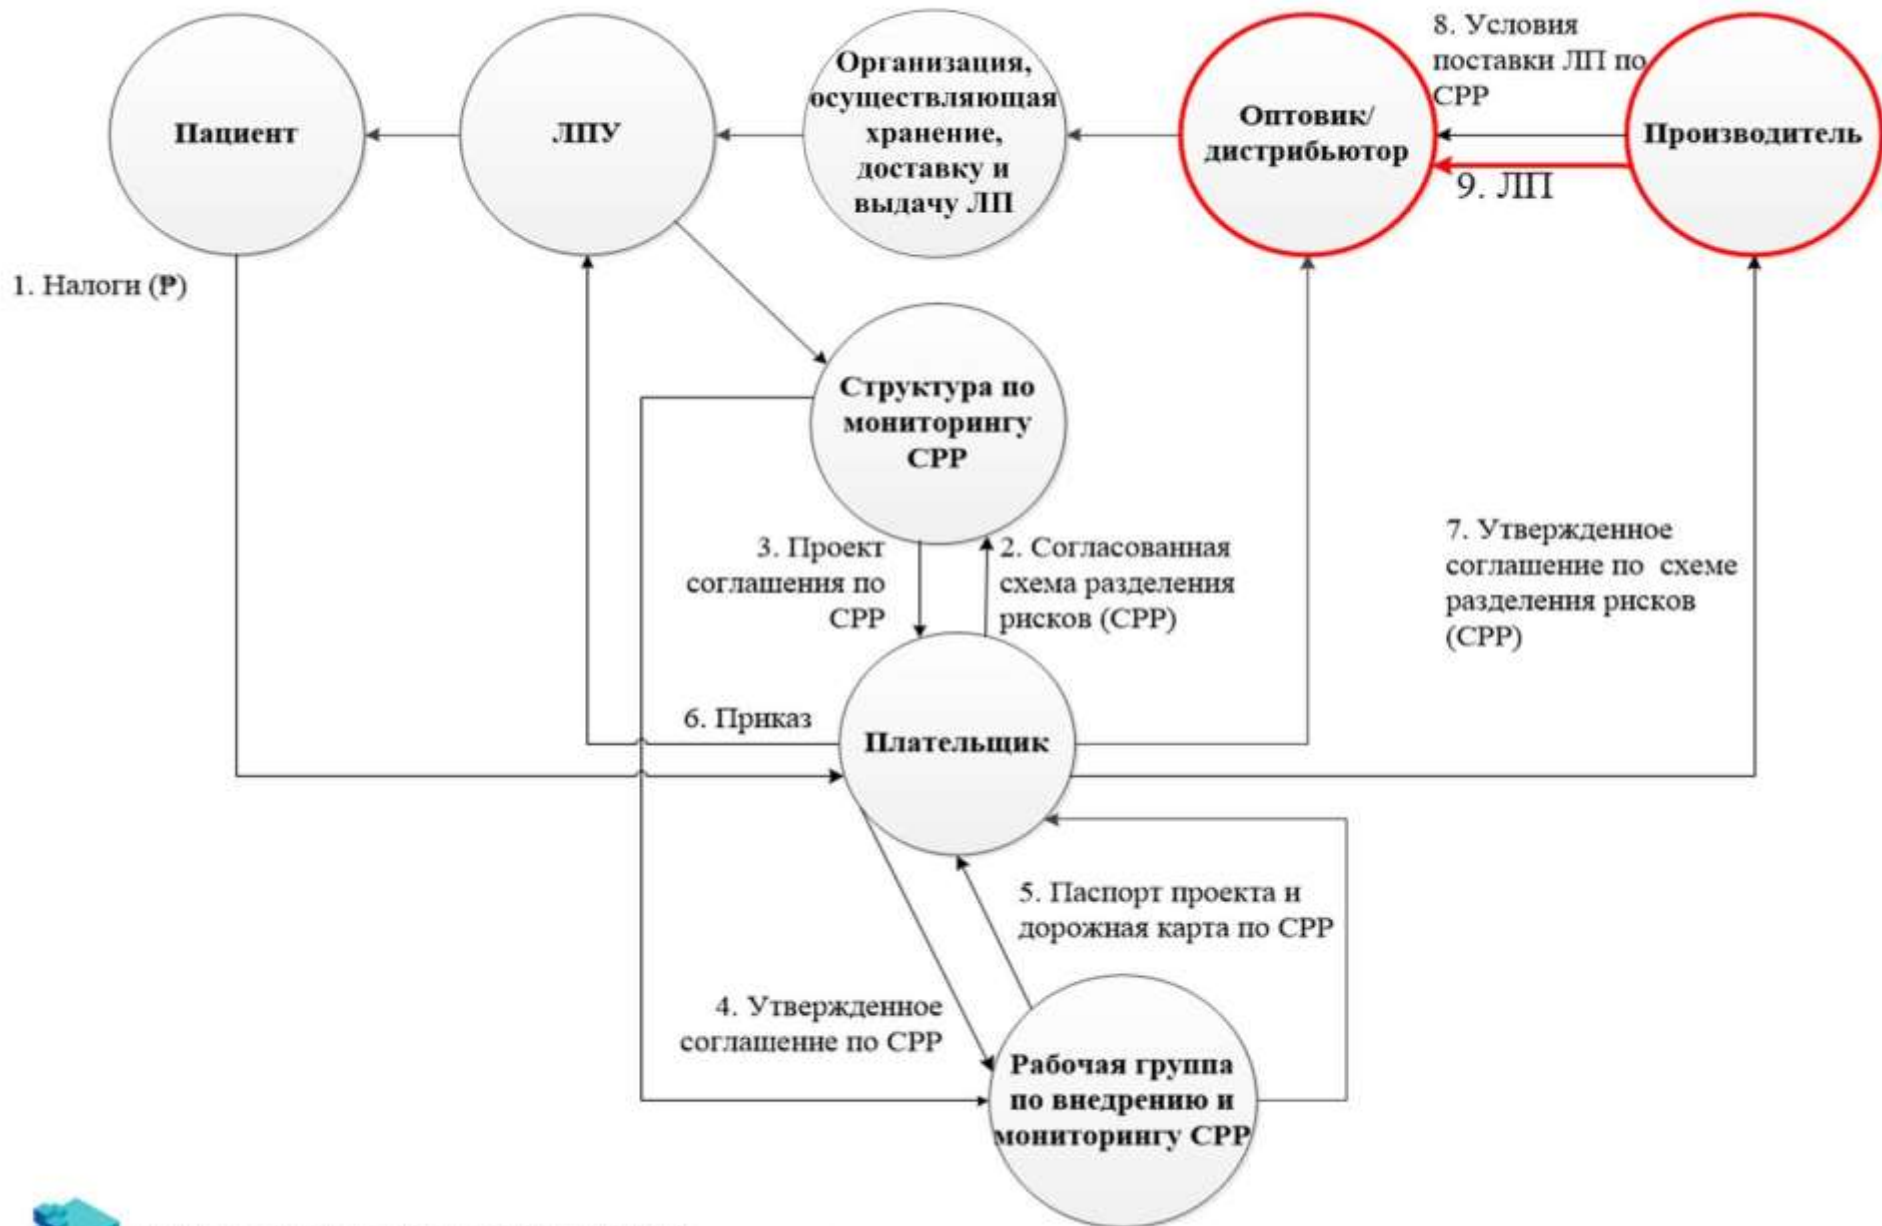 Пациент
ЛПУ
Организация,
осуществляющая
хранение,
доставку и
выдачу ЛП
Оптовик/
дистрибьютор
8. Условия
поставки ЛП по
СРР
9. ЛП
Производитель
1. Налоги (₽)
Структура по
мониторингу
СРР
3. Проект
соглашения по
СРР
2. Согласованная
схема разделения
рисков (СРР)
7. Утвержденное
соглашение по схеме
разделения рисков
(СРР)
6. Приказ
Плательщик
5. Паспорт проекта и
дорожная карта по СРР
4. Утвержденное
соглашение по СРР
Рабочая группа
по внедрению и
мониторингу СРР